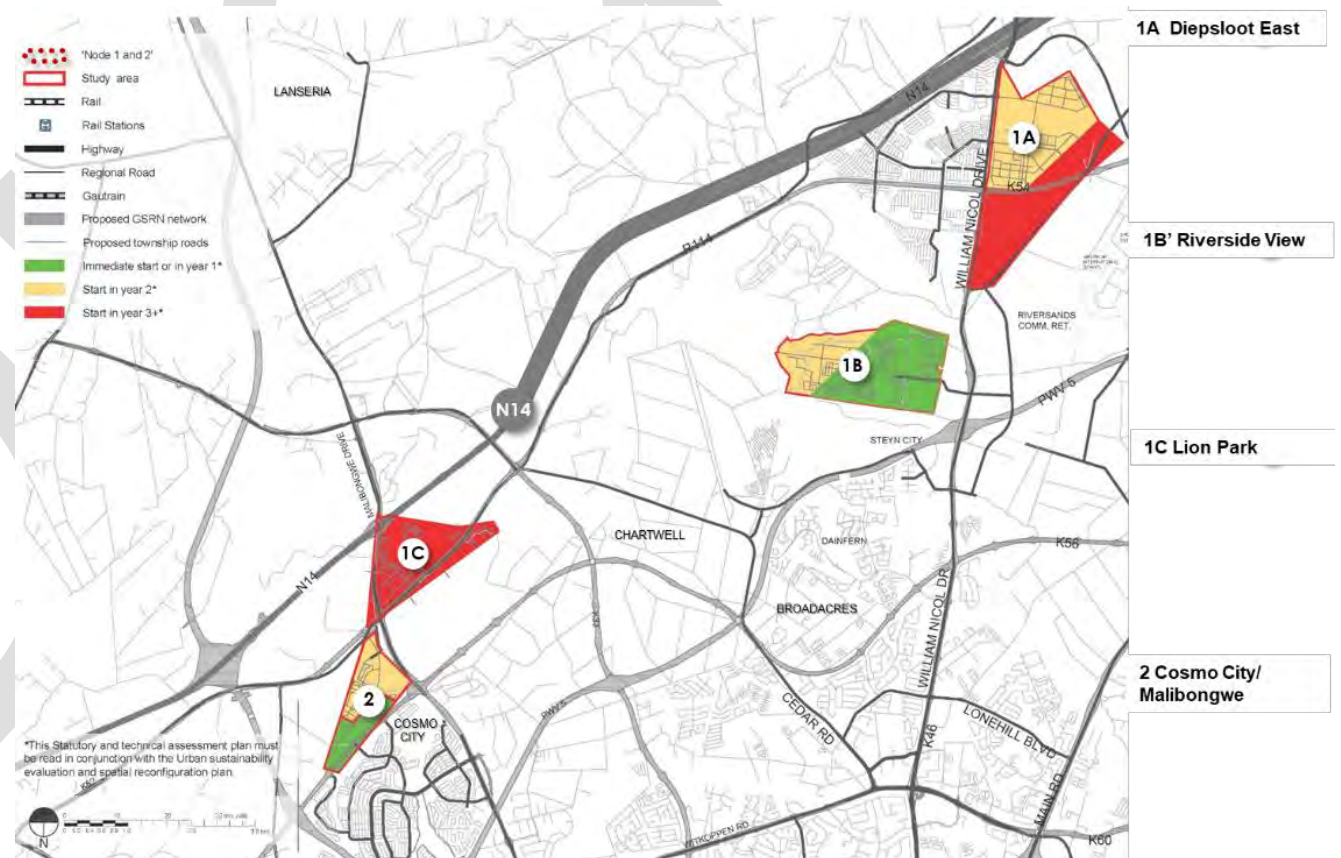 'Node 1 and 2'
Study area
Rail
Rail Stations
Highway
Regional Road
Gautrain
Proposed GSRN network
Proposed township roads
Immediate start or in year 1*
Start in year 2*
Start in year 3+*
LANSERIA
N14
1A
K54
WILLIAM NICOL DRIVE
R114
RIVERSANDS
COMM. RET.
1B
PWV 5
STEYN CITY
N14
MALIBONGWE DRIVE
1C
N14
CHARTWELL
DAINFERN
K56
K33
BROADACRES
WILLIAM NICOL DR
2
COSMO
CITY
PWV 5
CEDAR RD
LONEHILL BLVD
K46
MAIN RD
WITKOPPEN RD
K60
*This Statutory and technical assessment plan must
be read in conjunction with the Urban sustainability
evaluation and spatial reconfiguration plan.
N
1A Diepsloot East
1B' Riverside View
1C Lion Park
2 Cosmo City/
Malibongwe